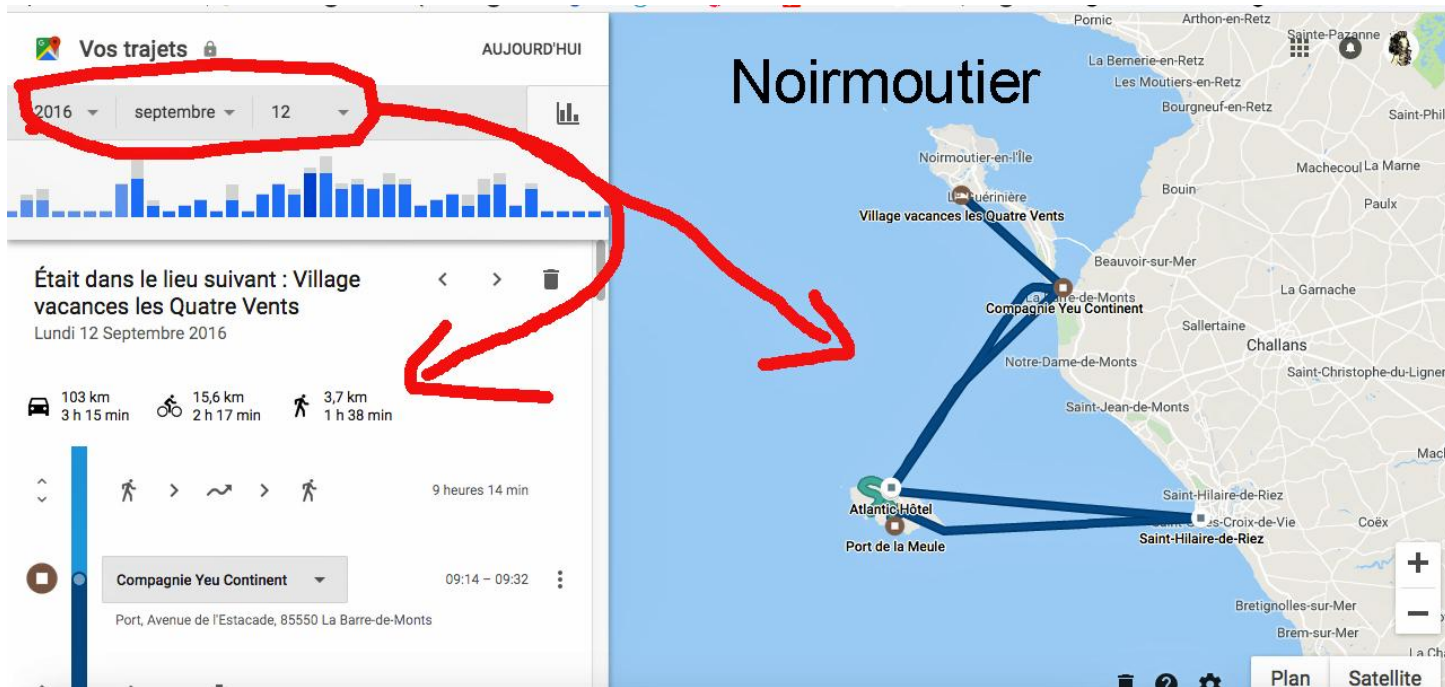 Vos trajets
AUJOURD'HUI
2016
septembre
12
Était dans le lieu suivant : Village
vacances les Quatre Vents
Lundi 12 Septembre 2016
103 km
3 h 15 min
15,6 km
2 h 17 min
3,7 km
1 h 38 min
9 heures 14 min
Compagnie Yeu Continent
09:14 – 09:32
Port, Avenue de l'Estacade, 85550 La Barre-de-Monts
Noirmoutier
Pornic
Arthon-en-Retz
Sainte-Pazanne
La Bernerie-en-Retz
Les Moutiers-en-Retz
Bourgneuf-en-Retz
Saint-Phil
Noirmoutier-en-l'Île
Machecoul
La Marne
Bouin
Paulx
Village vacances les Quatre Vents
Beauvoir-sur-Mer
La Garnache
Compagnie Yeu Continent
Sallertaine
Challans
Notre-Dame-de-Monts
Saint-Christophe-du-Ligner
Saint-Jean-de-Monts
Mac
Saint-Hilaire-de-Riez
Atlantic Hôtel
Coëx
Saint-Hilaire-de-Riez
Port de la Meule
Bretignolles-sur-Mer
Brem-sur-Mer
La Ch
Plan
Satellite